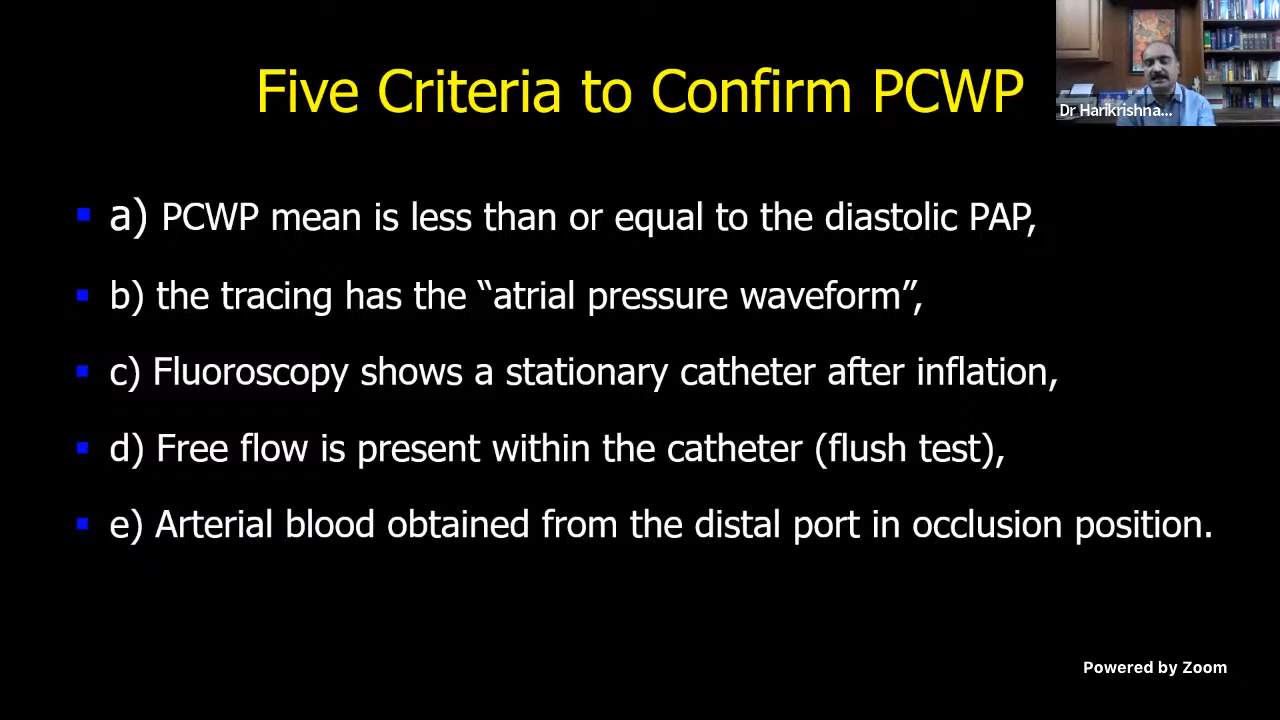 Five Criteria to Confirm PCWP
Dr Harikrishna...
a) PCWP mean is less than or equal to the diastolic PAP,
b) the tracing has the “atrial pressure waveform”,
c) Fluoroscopy shows a stationary catheter after inflation,
d) Free flow is present within the catheter (flush test),
e) Arterial blood obtained from the distal port in occlusion position.
Powered by Zoom